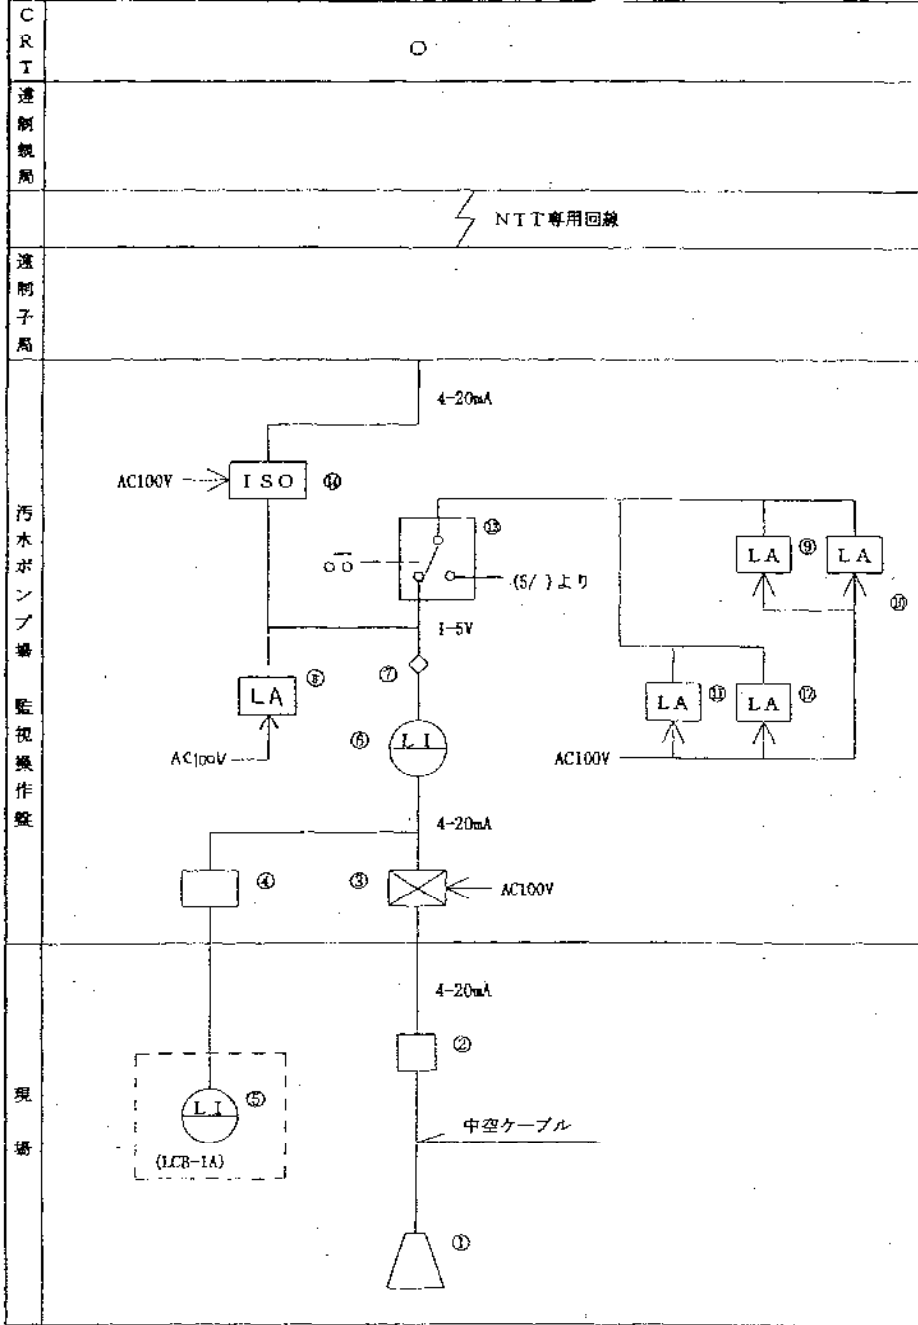 CRT
遠制親局
NTT専用回線
遠制子局
4-20mA
AC100V
ISO
⑭
⑬
LA
⑨
LA
⑩
(5/ )より
1-5V
⑦
LA
⑧
AC100V
LA
⑪
LA
⑫
AC100V
⑥
LI
汚水ポンプ場 監視操作盤
4-20mA
④
③
AC100V
4-20mA
②
現場
LI
⑤
(LCB-1A)
中空ケーブル
①